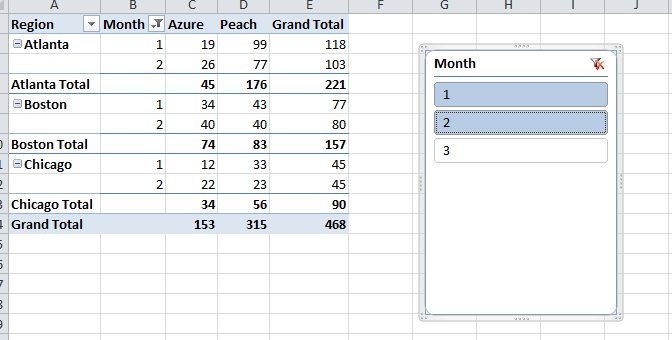 A B C D E F G H I J
Region Month Azure Peach Grand Total
Atlanta 1 19 99 118
2 26 77 103
Atlanta Total 45 176 221
Boston 1 34 43 77
2 40 40 80
Boston Total 74 83 157
Chicago 1 12 33 45
2 22 23 45
Chicago Total 34 56 90
Grand Total 153 315 468
Month
1
2
3